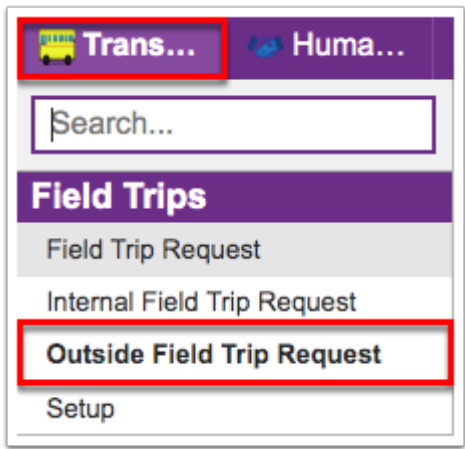 Trans... Huma...
Search...
Field Trips
Field Trip Request
Internal Field Trip Request
Outside Field Trip Request
Setup